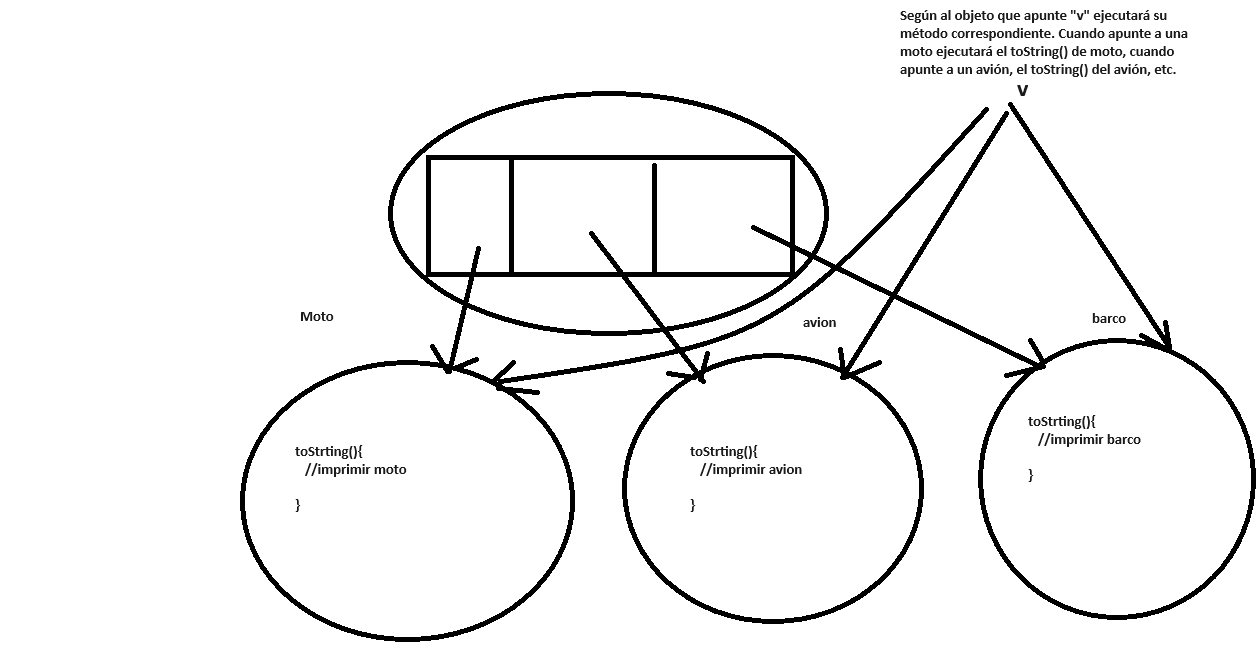 Según al objeto que apunte "v" ejecutará su
método correspondiente. Cuando apunte a una
moto ejecutará el toString() de moto, cuando
apunte a un avión, el toString() del avión, etc.
v
Moto
avion
barco
toStrting(){
//imprimir moto
}
toStrting(){
//imprimir avion
}
toStrting(){
//imprimir barco
}